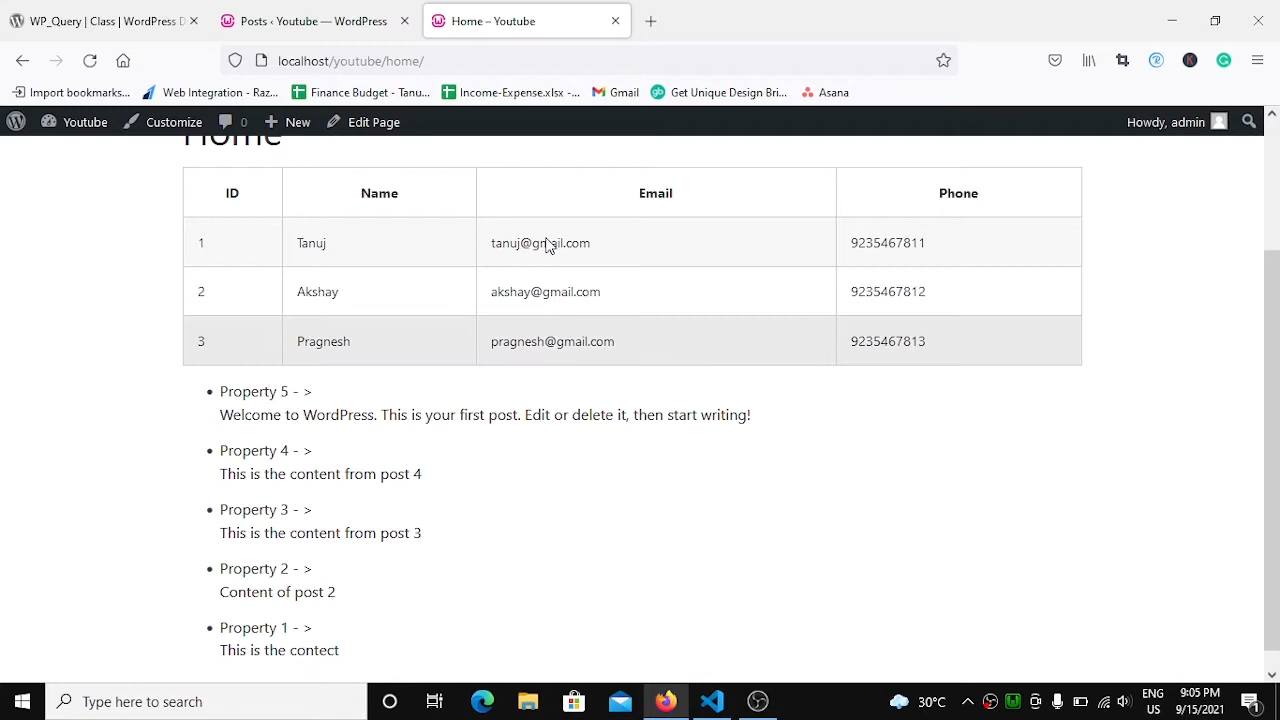 WP_Query | Class | WordPress D
Posts ‹ Youtube — WordPress
Home – Youtube
localhost/youtube/home/
Import bookmarks...
Web Integration - Raz...
Finance Budget - Tanu...
Income-Expense.xlsx -...
Gmail
Get Unique Design Bri...
Asana
Youtube
Customize
0
New
Edit Page
Howdy, admin
Home
ID Name Email Phone
1 Tanuj tanuj@gmail.com 9235467811
2 Akshay akshay@gmail.com 9235467812
3 Pragnesh pragnesh@gmail.com 9235467813
Property 5 - >
Welcome to WordPress. This is your first post. Edit or delete it, then start writing!
Property 4 - >
This is the content from post 4
Property 3 - >
This is the content from post 3
Property 2 - >
Content of post 2
Property 1 - >
This is the contect
Type here to search
30°C
ENG
US
9:05 PM
9/15/2021
1